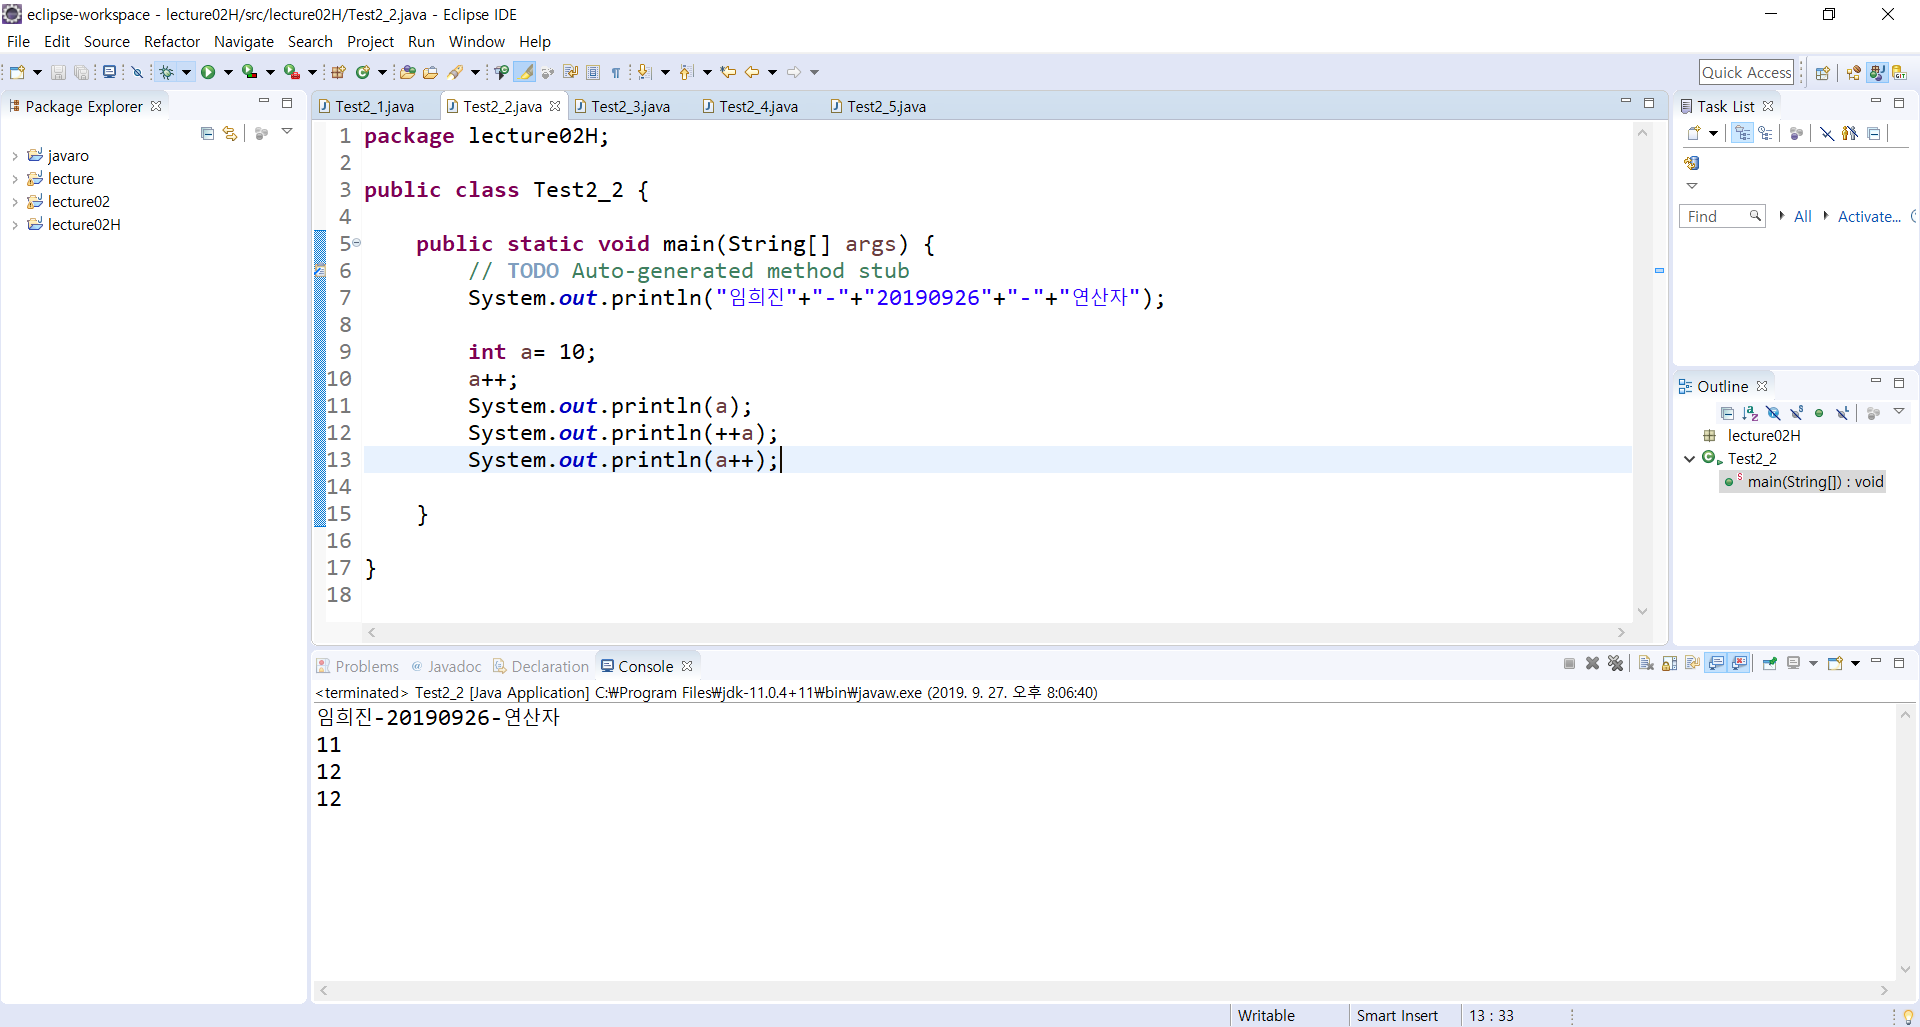 eclipse-workspace - lecture02H/src/lecture02H/Test2_2.java - Eclipse IDE
File Edit Source Refactor Navigate Search Project Run Window Help
Quick Access
Package Explorer
javaro
lecture
lecture02
lecture02H
Test2_1.java Test2_2.java Test2_3.java Test2_4.java Test2_5.java
1 package lecture02H;
2
3 public class Test2_2 {
4
5 public static void main(String[] args) {
6 // TODO Auto-generated method stub
7 System.out.println("임희진"+"-"+"20190926"+"-"+"연산자");
8
9 int a= 10;
10 a++;
11 System.out.println(a);
12 System.out.println(++a);
13 System.out.println(a++);
14
15 }
16
17 }
18
Task List
Find All Activate...
Outline
lecture02H
Test2_2
main(String[]) : void
Problems @ Javadoc Declaration Console
<terminated> Test2_2 [Java Application] C:₩Program Files₩jdk-11.0.4+11₩bin₩javaw.exe (2019. 9. 27. 오후 8:06:40)
임희진-20190926-연산자
11
12
12
Writable Smart Insert 13 : 33